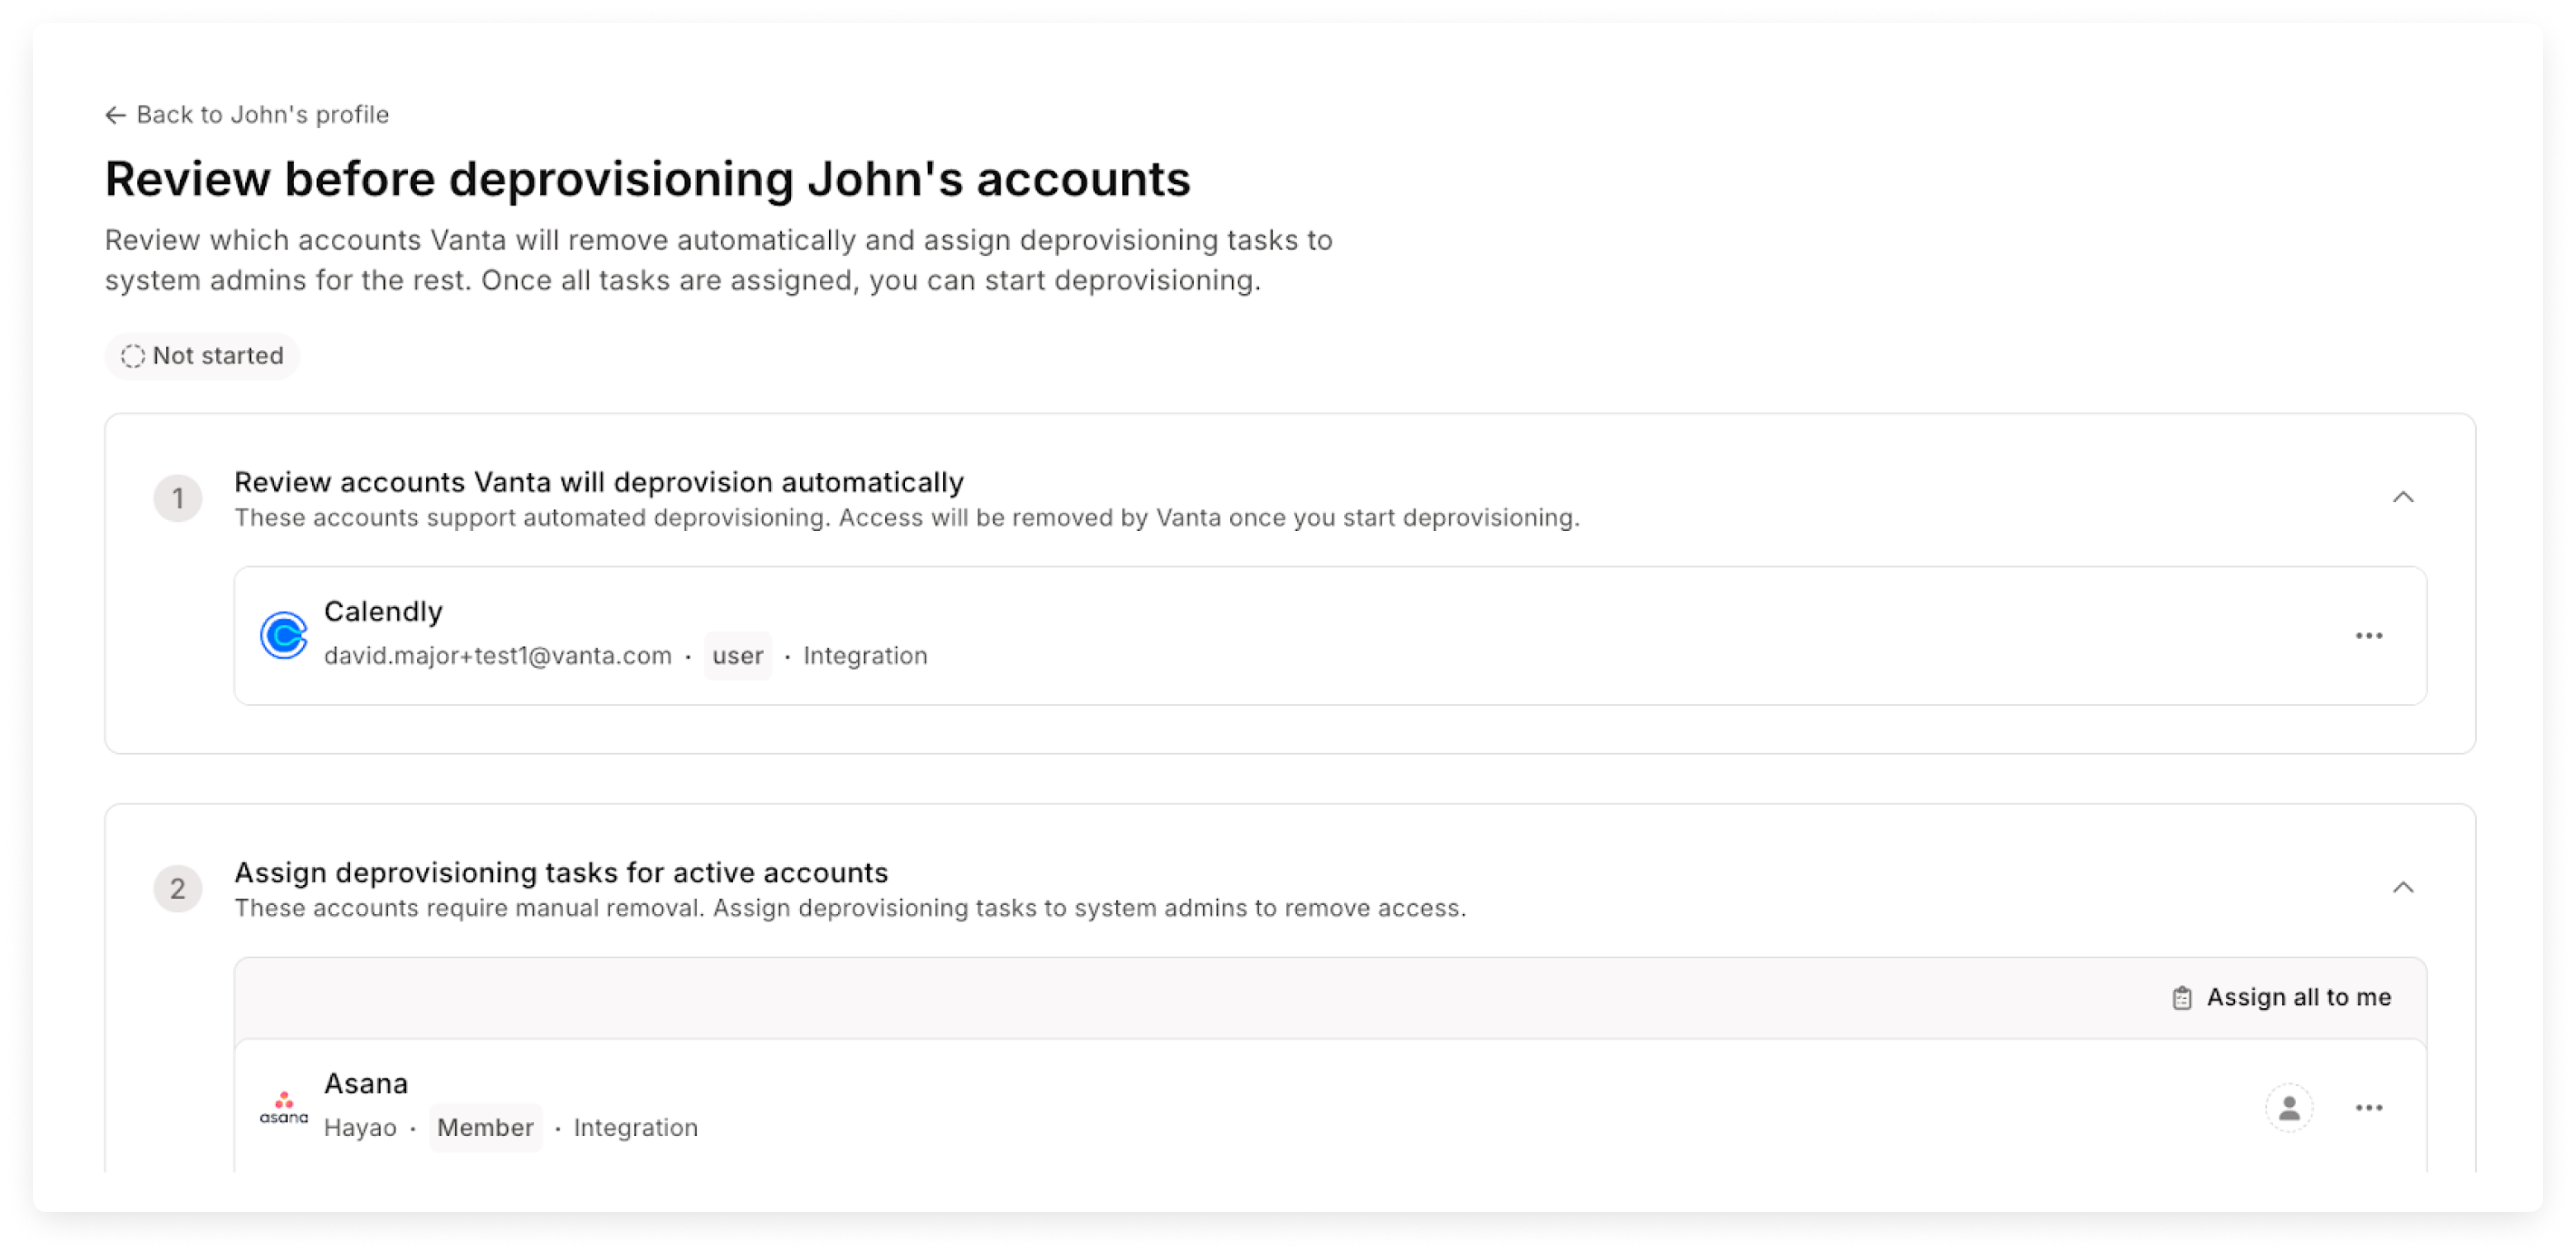 ← Back to John's profile
Review before deprovisioning John's accounts
Review which accounts Vanta will remove automatically and assign deprovisioning tasks to
system admins for the rest. Once all tasks are assigned, you can start deprovisioning.
Not started
1
Review accounts Vanta will deprovision automatically
These accounts support automated deprovisioning. Access will be removed by Vanta once you start deprovisioning.
Calendly
david.major+test1@vanta.com · user · Integration
2
Assign deprovisioning tasks for active accounts
These accounts require manual removal. Assign deprovisioning tasks to system admins to remove access.
Assign all to me
Asana
asana
Hayao · Member · Integration